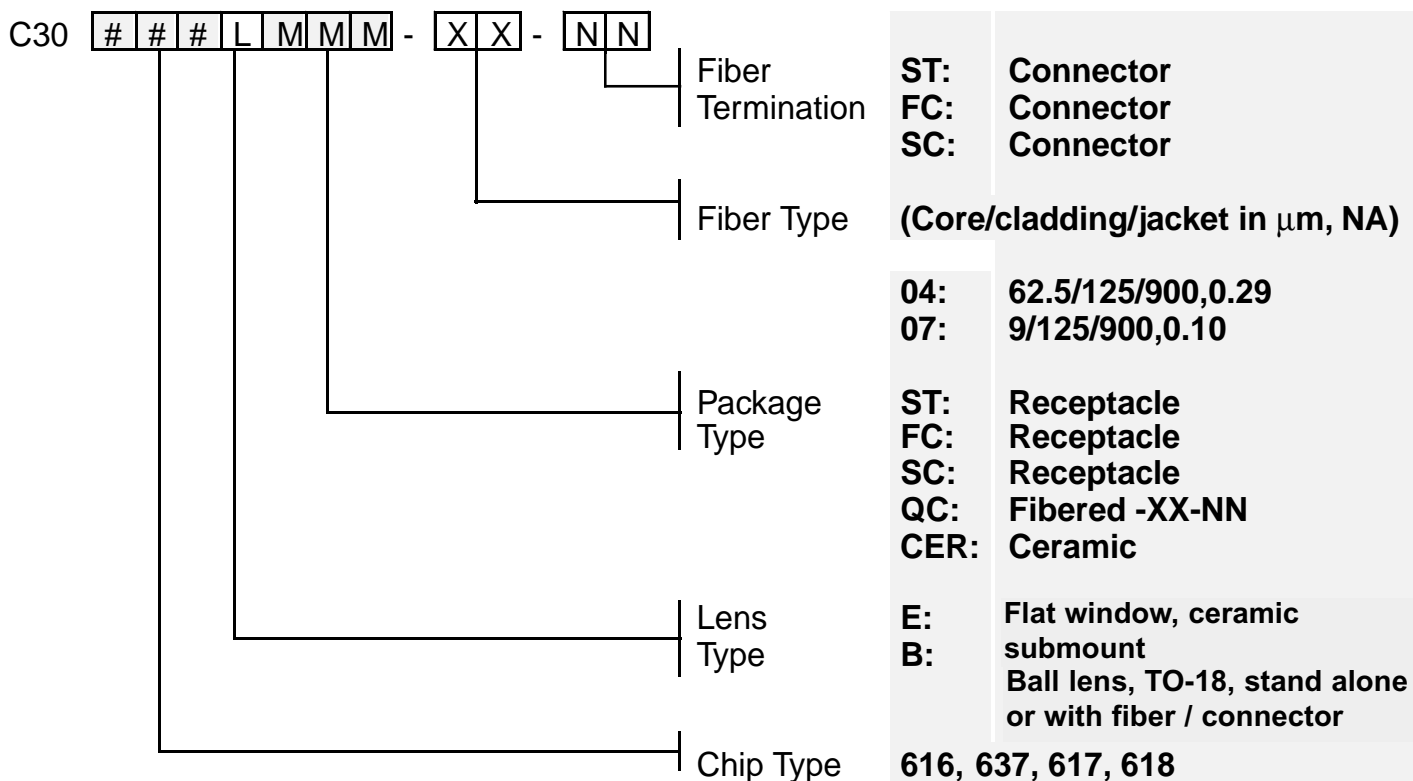 C30 # # # L M M M - X X - N N
Fiber ST: Connector
Termination FC: Connector
SC: Connector
Fiber Type (Core/cladding/jacket in μm, NA)
04: 62.5/125/900,0.29
07: 9/125/900,0.10
Package ST: Receptacle
Type FC: Receptacle
SC: Receptacle
QC: Fibered -XX-NN
CER: Ceramic
Lens E: Flat window, ceramic
Type B: submount
Ball lens, TO-18, stand alone
or with fiber / connector
Chip Type 616, 637, 617, 618